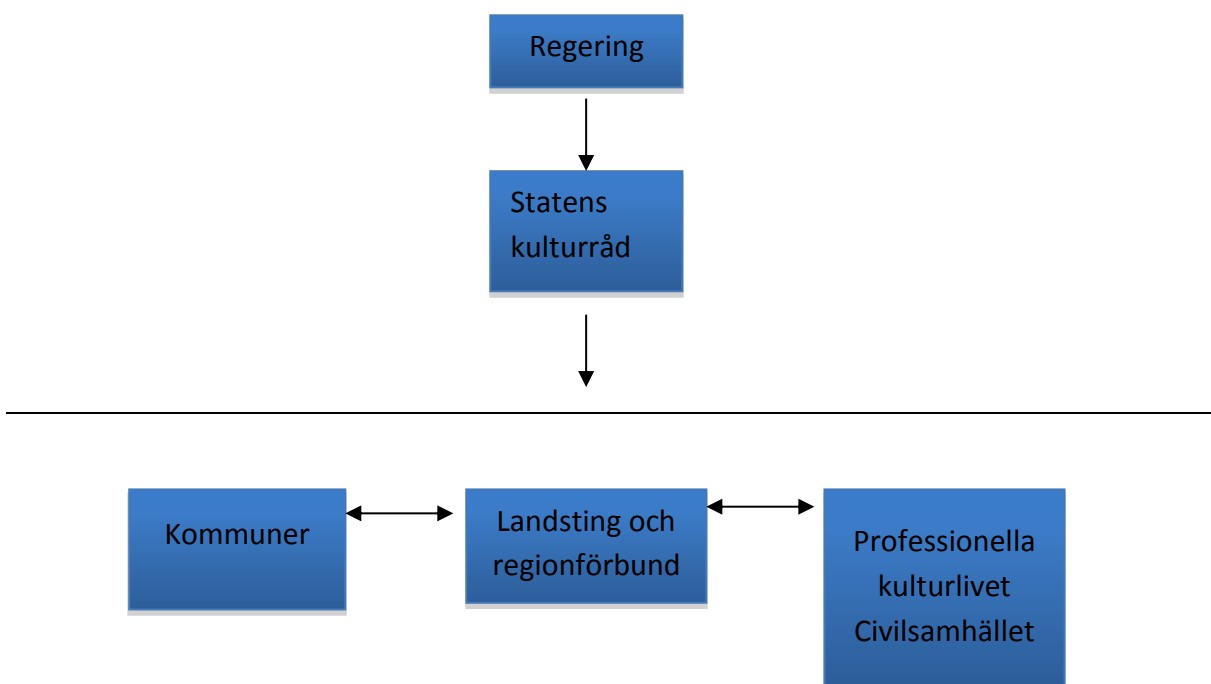 Regering
Statens
kulturråd
Kommuner
Landsting och
regionförbund
Professionella
kulturlivet
Civilsamhället